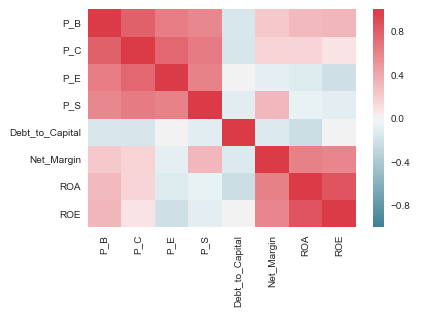 P_B
P_C
P_E
P_S
Debt_to_Capital
Net_Margin
ROA
ROE
0.8
0.4
0.0
−0.4
−0.8
P_B
P_C
P_E
P_S
Debt_to_Capital
Net_Margin
ROA
ROE